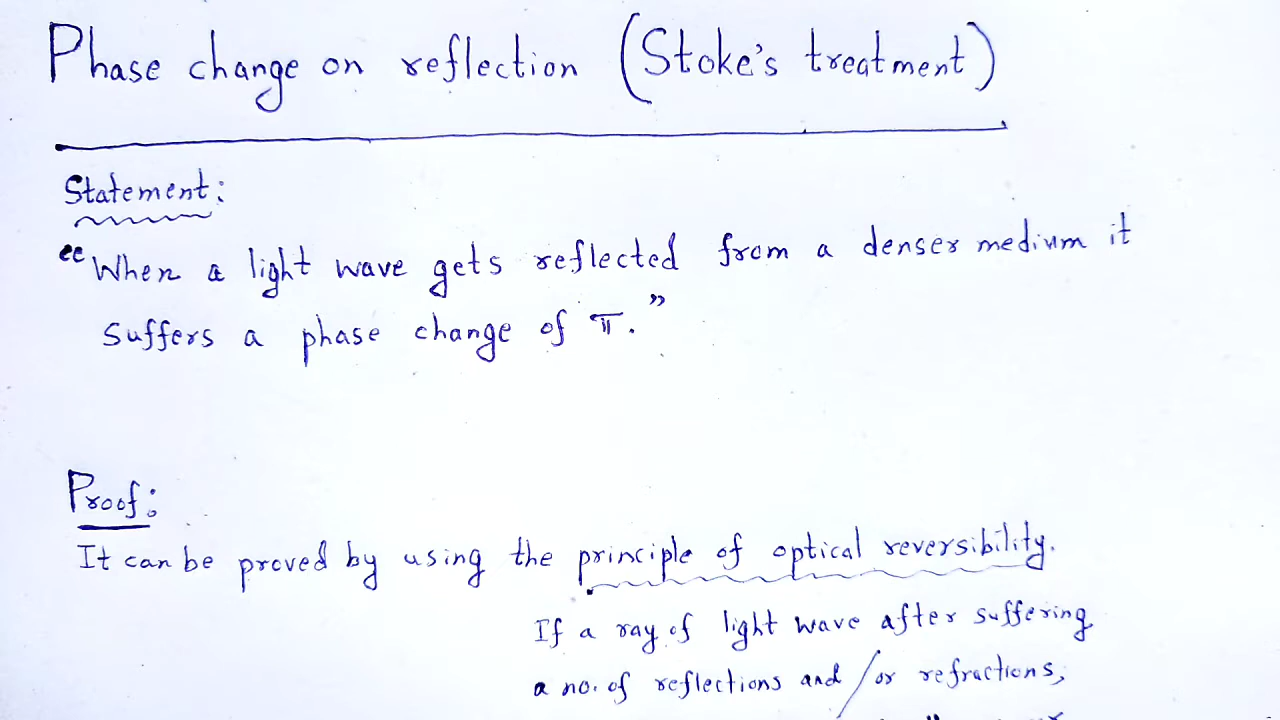 Phase change on reflection (Stoke's treatment)
Statement:
"When a light wave gets reflected from a denser medium it
suffers a phase change of π."
Proof:
It can be proved by using the principle of optical reversibility.
If a ray of light wave after suffering
a no. of reflections and/or refractions,